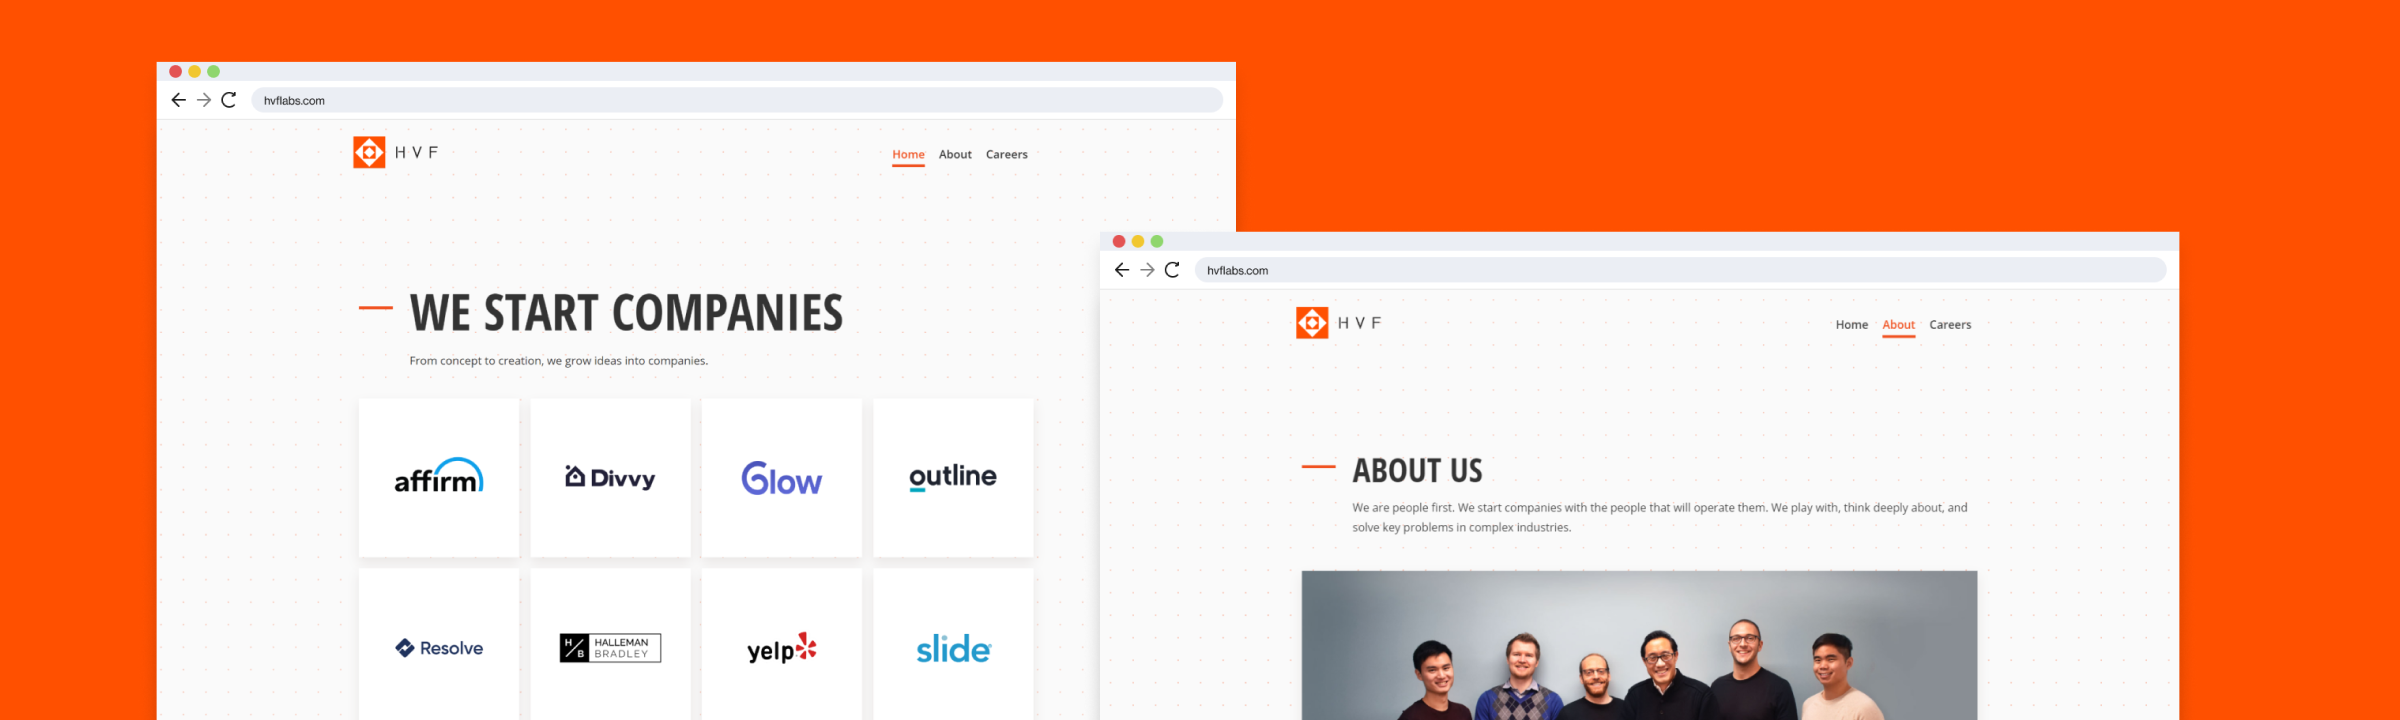 hvflabs.com
HVF
Home About Careers
WE START COMPANIES
From concept to creation, we grow ideas into companies.
affirm
Divvy
Glow
outline
Resolve
H/B HALLEMAN
BRADLEY
yelp
slide
hvflabs.com
HVF
Home About Careers
ABOUT US
We are people first. We start companies with the people that will operate them. We play with, think deeply about, and
solve key problems in complex industries.